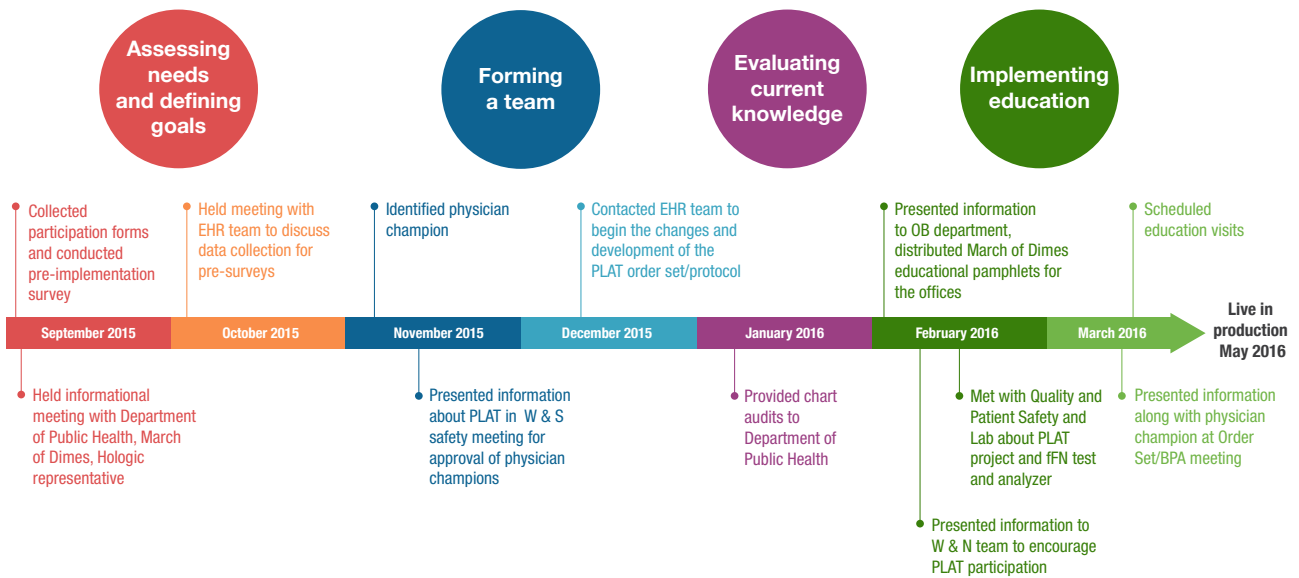 Assessing
needs
and defining
goals
Forming
a team
Evaluating
current
knowledge
Implementing
education
Collected
participation forms
and conducted
pre-implementation
survey
Held meeting with
EHR team to discuss
data collection for
pre-surveys
Identified physician
champion
Contacted EHR team to
begin the changes and
development of the
PLAT order set/protocol
Presented information
to OB department,
distributed March of Dimes
educational pamphlets for
the offices
Scheduled
education visits
September 2015
October 2015
November 2015
December 2015
January 2016
February 2016
March 2016
Live in
production
May 2016
Held informational
meeting with Department
of Public Health, March
of Dimes, Hologic
representative
Presented information
about PLAT in W & S
safety meeting for
approval of physician
champions
Provided chart
audits to
Department of
Public Health
Met with Quality and
Patient Safety and
Lab about PLAT
project and fFN test
and analyzer
Presented information
along with physician
champion at Order
Set/BPA meeting
Presented information to
W & N team to encourage
PLAT participation